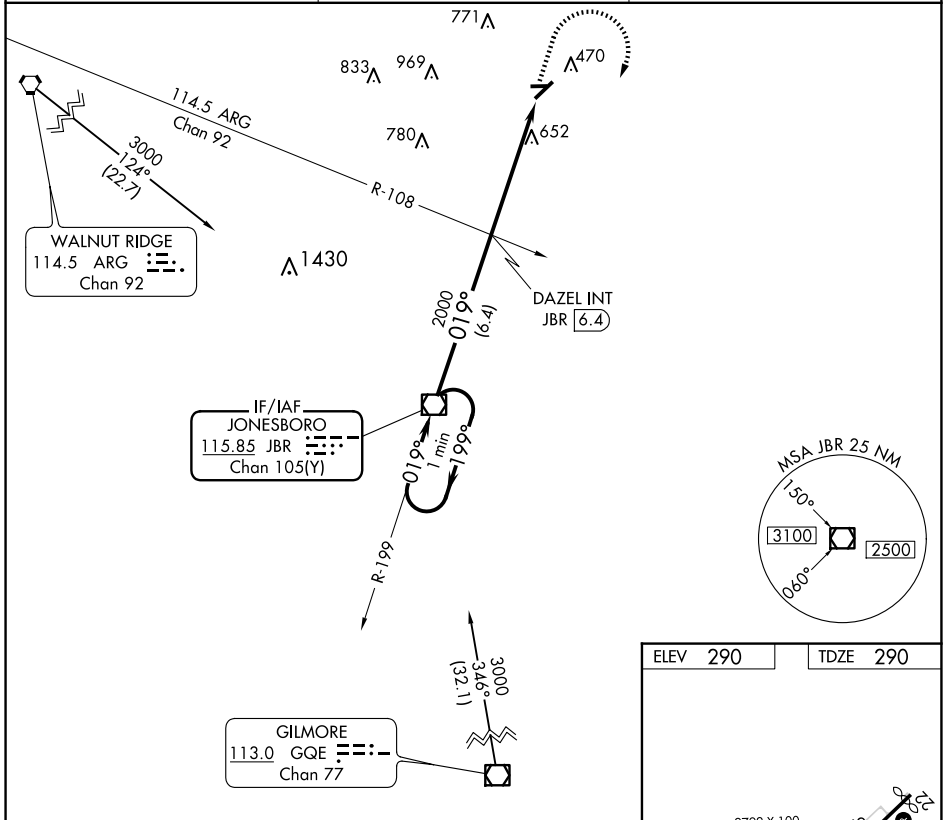 771
470
833
969
114.5 ARG
Chan 92
780
652
3000
124°
(22.7)
R-108
WALNUT RIDGE
114.5 ARG
Chan 92
1430
DAZEL INT
JBR 6.4
2000
019°
(6.4)
IF/IAF
JONESBORO
115.85 JBR
Chan 105(Y)
019°
1 min
199°
R-199
MSA JBR 25 NM
150°
3100
2500
060°
3000
346°
(32.1)
GILMORE
113.0 GQE
Chan 77
ELEV 290
TDZE 290
22